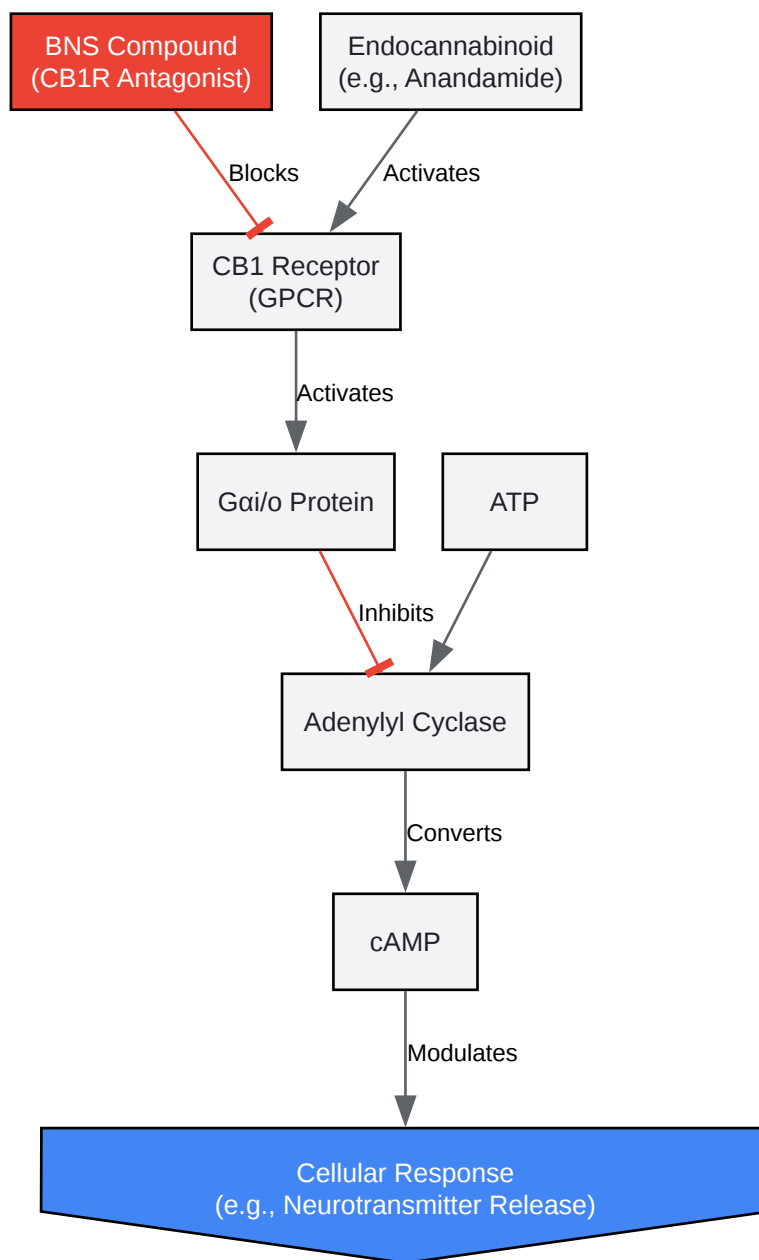 BNS Compound
(CB1R Antagonist)
Endocannabinoid
(e.g., Anandamide)
Blocks
Activates
CB1 Receptor
(GPCR)
Activates
Gαi/o Protein
ATP
Inhibits
Adenylyl Cyclase
Converts
cAMP
Modulates
Cellular Response
(e.g., Neurotransmitter Release)